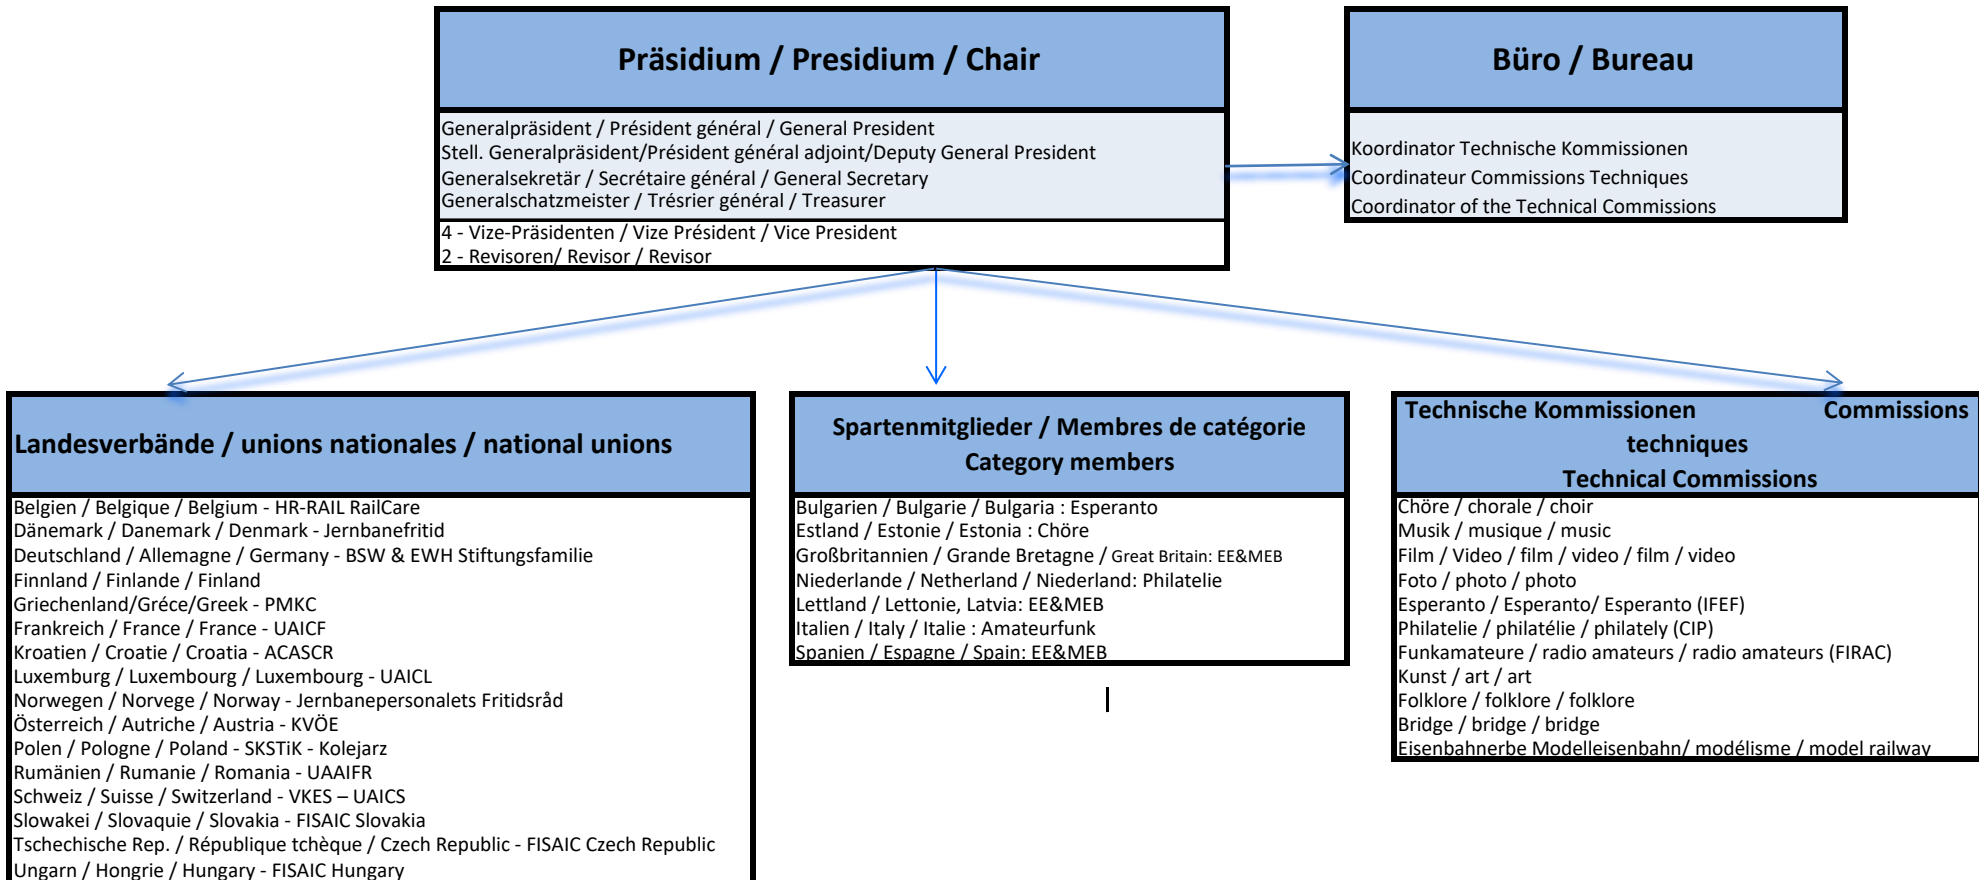 Präsidium / Presidium / Chair
Generalpräsident / Président général / General President
Stell. Generalpräsident/Président général adjoint/Deputy General President
Generalsekretär / Secrétaire général / General Secretary
Generalschatzmeister / Trésrier général / Treasurer
4 - Vize-Präsidenten / Vize Président / Vice President
2 - Revisoren/ Revisor / Revisor
Büro / Bureau
Koordinator Technische Kommissionen
Coordinateur Commissions Techniques
Coordinator of the Technical Commissions
Landesverbände / unions nationales / national unions
Belgien / Belgique / Belgium - HR-RAIL RailCare
Dänemark / Danemark / Denmark - Jernbanefritid
Deutschland / Allemagne / Germany - BSW & EWH Stiftungsfamilie
Finnland / Finlande / Finland
Griechenland/Gréce/Greek - PMKC
Frankreich / France / France - UAICF
Kroatien / Croatie / Croatia - ACASCR
Luxemburg / Luxembourg / Luxembourg - UAICL
Norwegen / Norvege / Norway - Jernbanepersonalets Fritidsråd
Österreich / Autriche / Austria - KVÖE
Polen / Pologne / Poland - SKSTiK - Kolejarz
Rumänien / Rumanie / Romania - UAAIFR
Schweiz / Suisse / Switzerland - VKES – UAICS
Slowakei / Slovaquie / Slovakia - FISAIC Slovakia
Tschechische Rep. / République tchèque / Czech Republic - FISAIC Czech Republic
Ungarn / Hongrie / Hungary - FISAIC Hungary
Spartenmitglieder / Membres de catégorie
Category members
Bulgarien / Bulgarie / Bulgaria : Esperanto
Estland / Estonie / Estonia : Chöre
Großbritannien / Grande Bretagne / Great Britain: EE&MEB
Niederlande / Netherland / Niederland: Philatelie
Lettland / Lettonie, Latvia: EE&MEB
Italien / Italy / Italie : Amateurfunk
Spanien / Espagne / Spain: EE&MEB
Technische Kommissionen Commissions
techniques
Technical Commissions
Chöre / chorale / choir
Musik / musique / music
Film / Video / film / video / film / video
Foto / photo / photo
Esperanto / Esperanto/ Esperanto (IFEF)
Philatelie / philatélie / philately (CIP)
Funkamateure / radio amateurs / radio amateurs (FIRAC)
Kunst / art / art
Folklore / folklore / folklore
Bridge / bridge / bridge
Eisenbahnerbe Modelleisenbahn/ modélisme / model railway